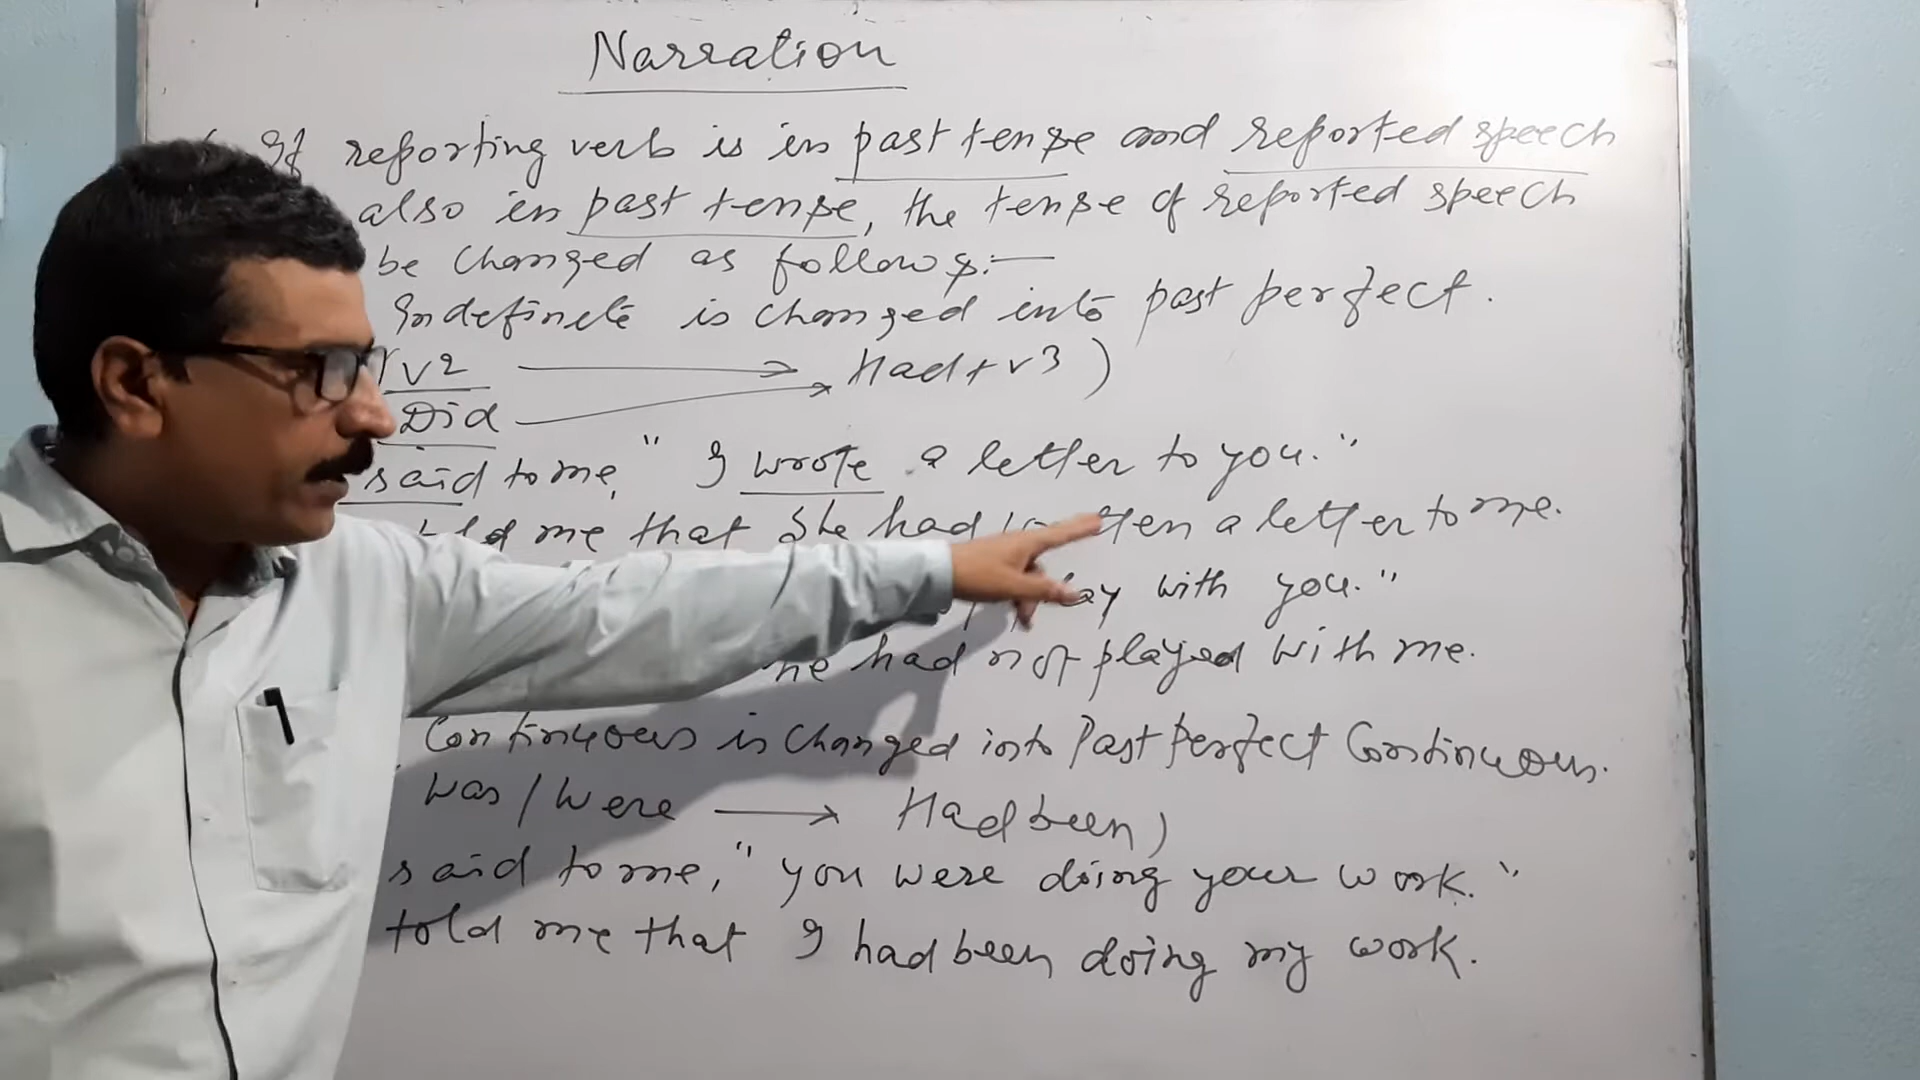 Narration
If reporting verb is in past tense and reported speech
also in past tense, the tense of reported speech
be changed as follows:—
Indefinite is changed into past perfect.
(V2 → Had+V3)
Did
said to me, "I wrote a letter to you."
me that She had a letter to me.
with you."
he had not played with me.
Continuous is changed into Past Perfect Continuous.
Was/Were → Had been)
said to me, "you were doing your work."
told me that I had been doing my work.